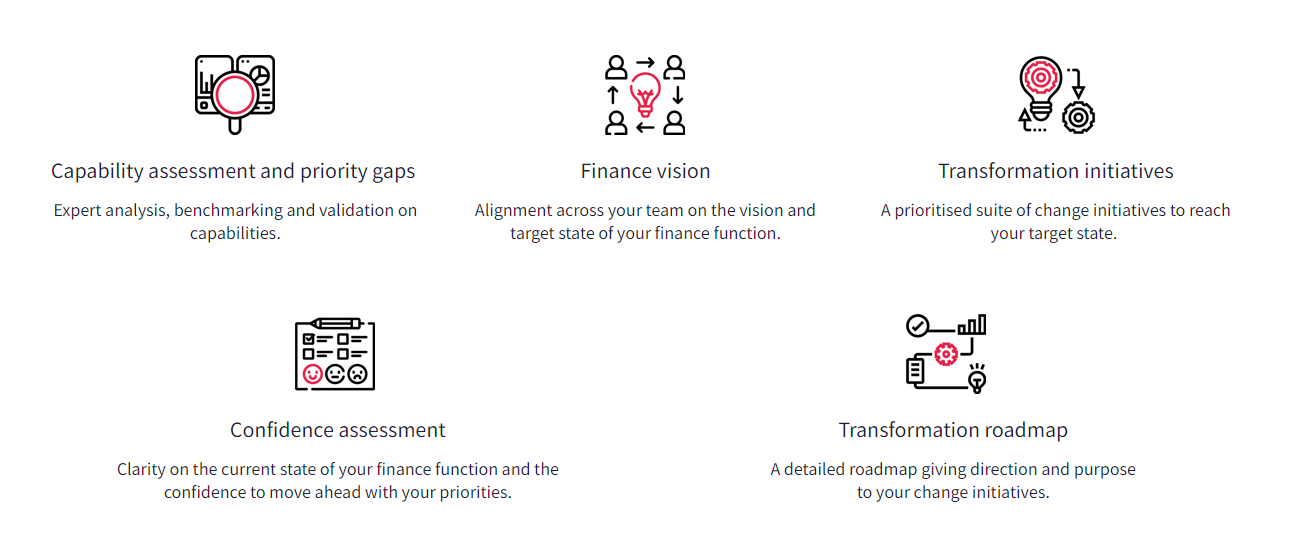 Capability assessment and priority gaps
Expert analysis, benchmarking and validation on
capabilities.
Finance vision
Alignment across your team on the vision and
target state of your finance function.
Transformation initiatives
A prioritised suite of change initiatives to reach
your target state.
Confidence assessment
Clarity on the current state of your finance function and the
confidence to move ahead with your priorities.
Transformation roadmap
A detailed roadmap giving direction and purpose
to your change initiatives.